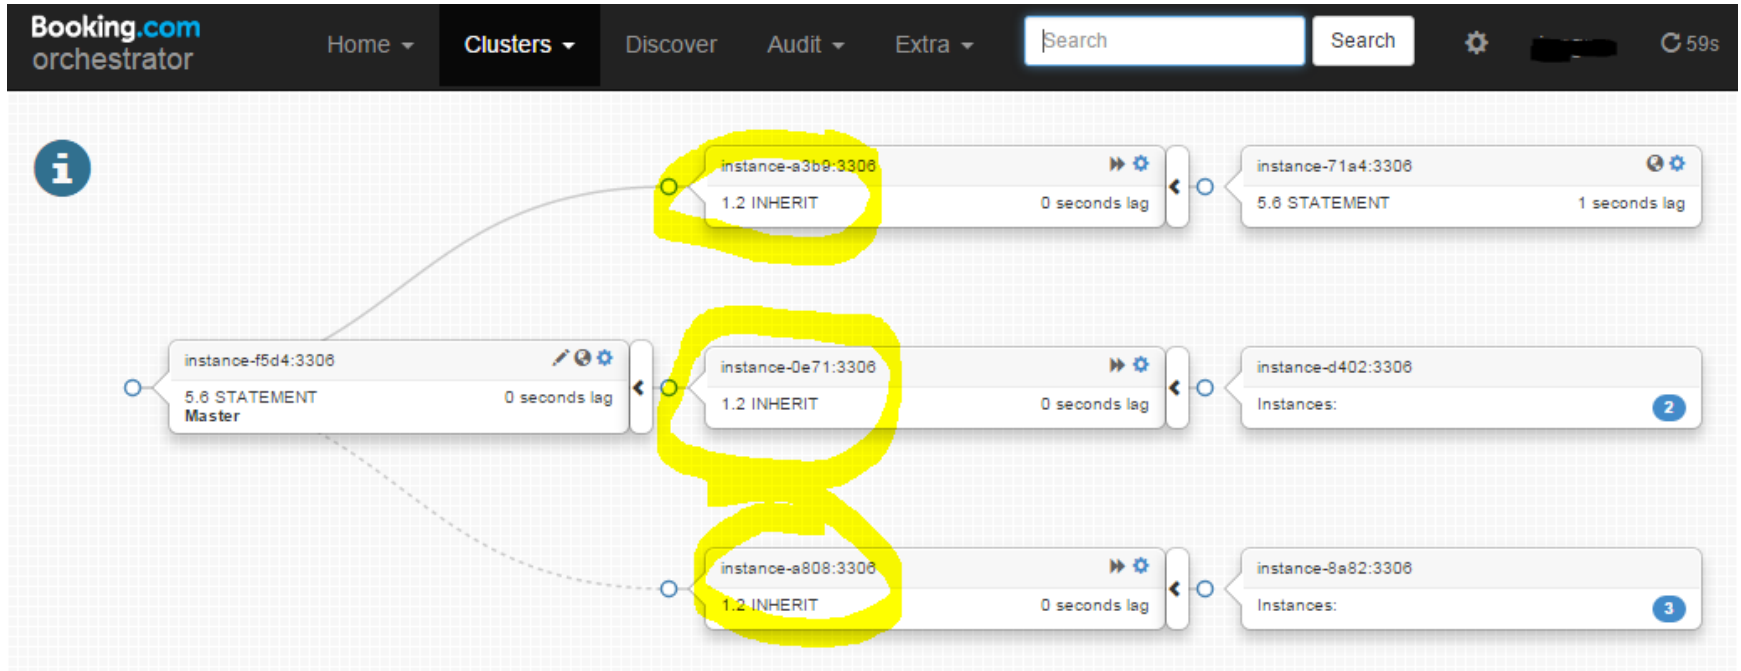 Booking.com
orchestrator
Home
Clusters
Discover
Audit
Extra
Search
Search
59s
instance-a3b9:3306
1.2 INHERIT
0 seconds lag
instance-71a4:3306
5.6 STATEMENT
1 seconds lag
instance-f5d4:3306
5.6 STATEMENT
0 seconds lag
Master
instance-0e71:3306
1.2 INHERIT
0 seconds lag
instance-d402:3306
Instances:
2
instance-a808:3306
1.2 INHERIT
0 seconds lag
instance-8a82:3306
Instances:
3